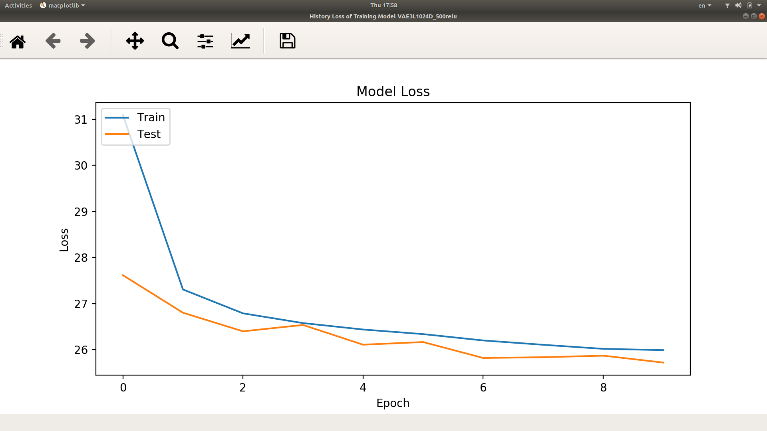 Activities
matplotlib
Thu 17:58
en
History Loss of Training Model VAE3L1024D_500relu
Model Loss
Train
Test
31
30
29
28
27
26
Loss
0 2 4 6 8
Epoch